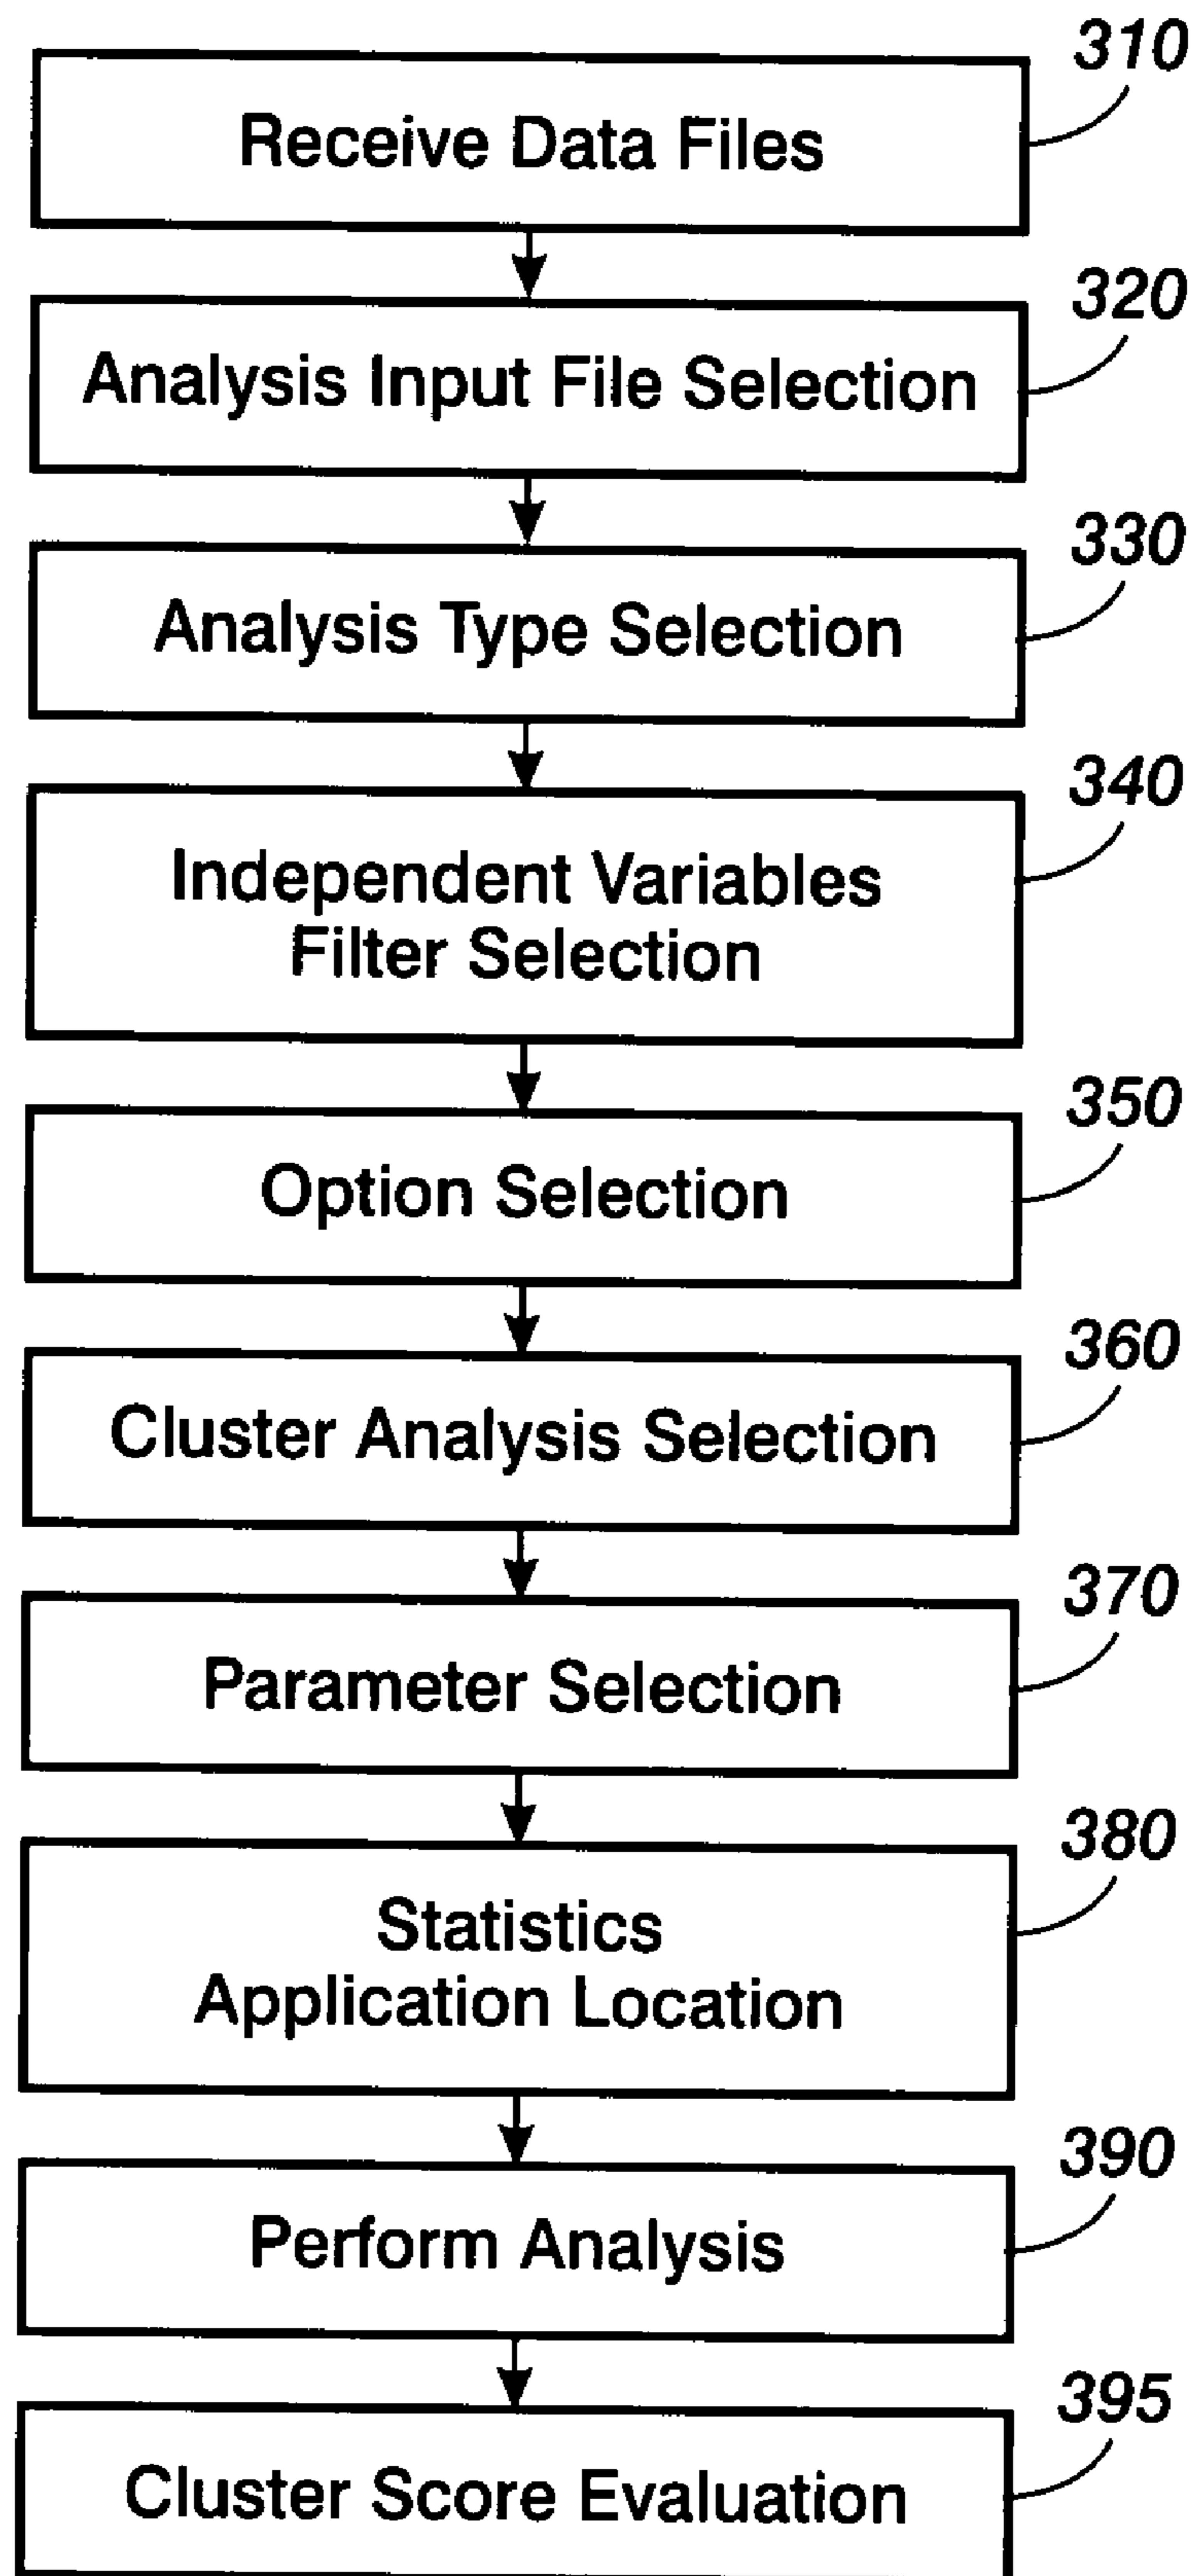 310
Receive Data Files
320
Analysis Input File Selection
330
Analysis Type Selection
340
Independent Variables
Filter Selection
350
Option Selection
360
Cluster Analysis Selection
370
Parameter Selection
380
Statistics
Application Location
390
Perform Analysis
395
Cluster Score Evaluation